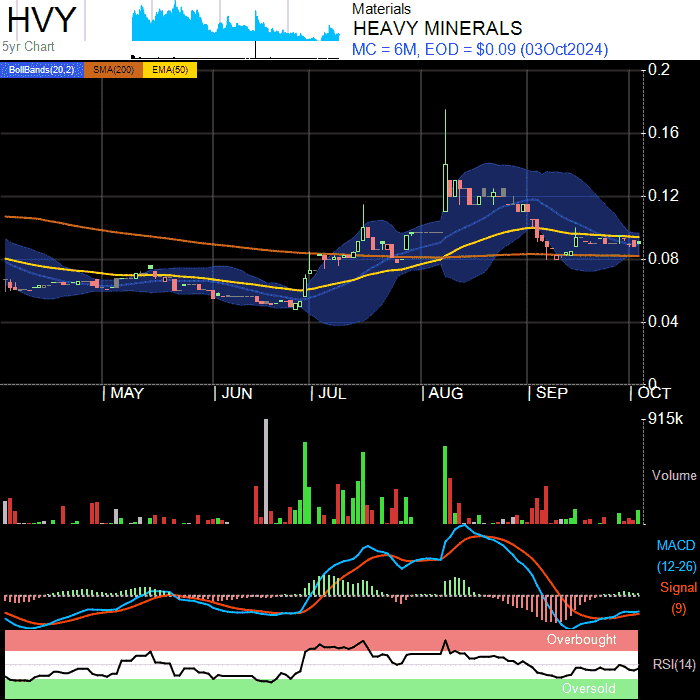 HVY
5yr Chart
Materials
HEAVY MINERALS
MC = 6M, EOD = $0.09 (03Oct2024)
BollBands(20,2) SMA(200) EMA(50)
0.2
0.16
0.12
0.08
0.04
0
MAY JUN JUL AUG SEP OCT
915k
Volume
MACD
(12-26)
Signal
(9)
Overbought
RSI(14)
Oversold